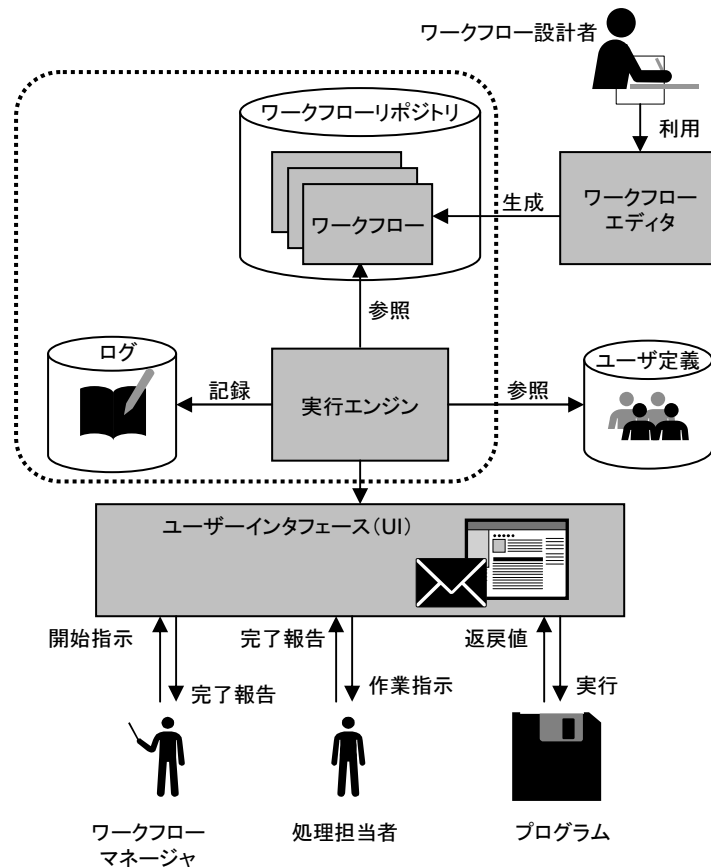 ワークフロー設計者
ワークフローリポジトリ
利用
ワークフロー
生成
ワークフロー
エディタ
参照
ログ
ユーザ定義
記録
実行エンジン
参照
ユーザーインタフェース(UI)
開始指示
完了報告
返戻値
完了報告
作業指示
実行
ワークフロー
マネージャ
処理担当者
プログラム